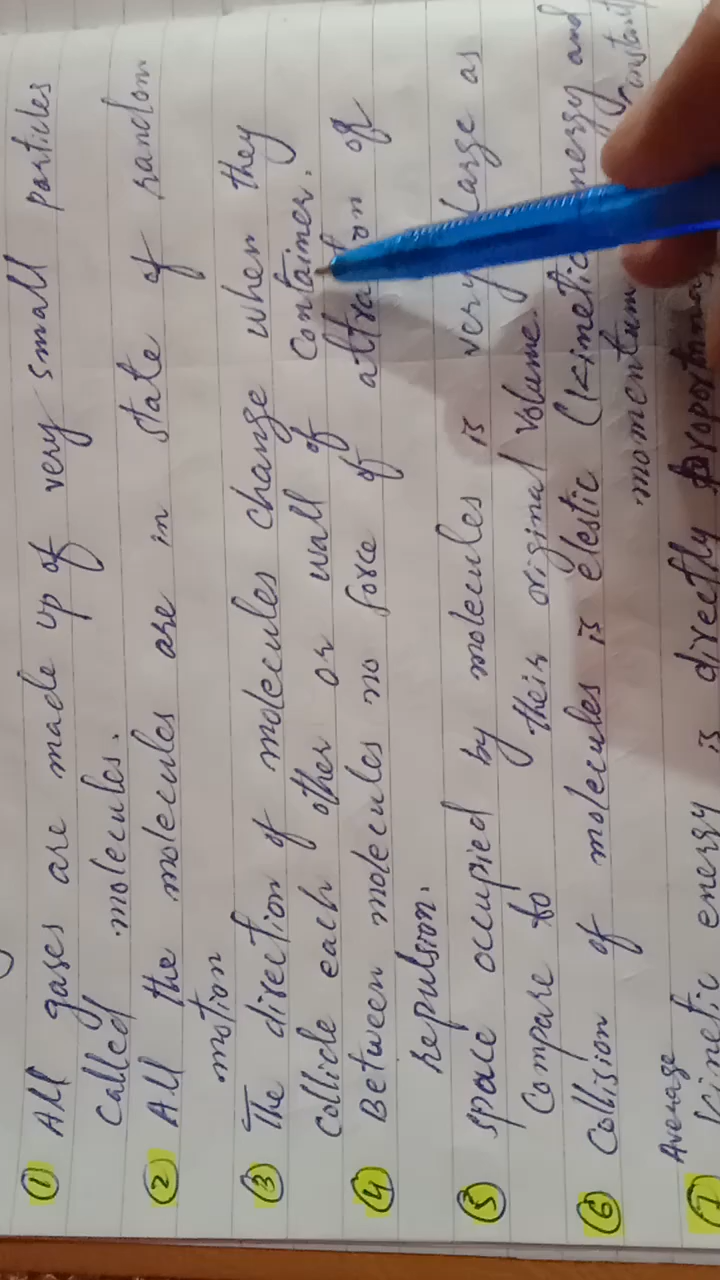 ① All gases are made up of very small particles
called molecules.
② All the molecules are in state of random
motion
③ The direction of molecules change when they
collide each other or wall of container.
④ Between molecules no force of or
repulsion.
⑤ space occupied by molecules is very large as
Compare to their original volume.
⑥ Collision of molecules is elestic (kinetic energy and
momentum
Average
⑦ kinetic energy is directly